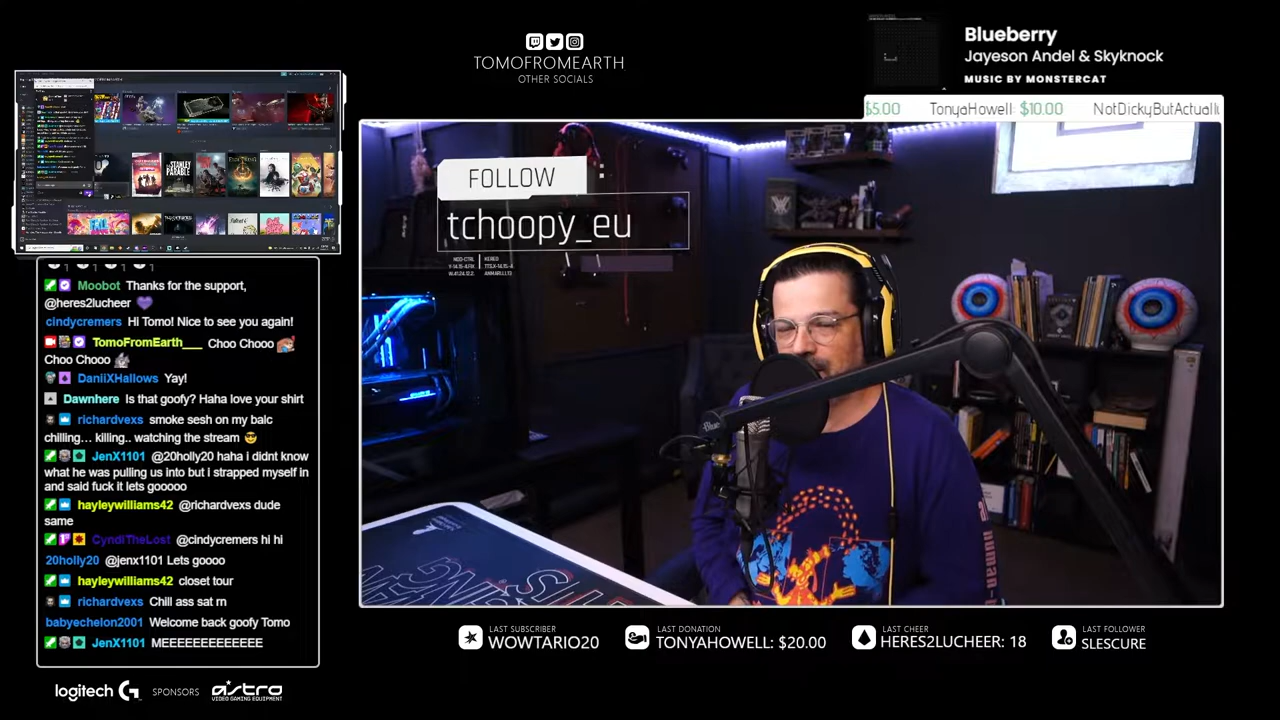 TOMOFROMEARTH
OTHER SOCIALS
Blueberry
Jayeson Andel & Skyknock
MUSIC BY MONSTERCAT
$5.00 TonyaHowell $10.00 NotDickyButActuall
FOLLOW
tchoopy_eu
Moobot Thanks for the support,
@heres2lucheer
cindycremers Hi Tomo! Nice to see you again!
TomoFromEarth___ Choo Chooo
Choo Chooo
DaniiXHallows Yay!
Dawnhere Is that goofy? Haha love your shirt
richardvexs smoke sesh on my balc
chilling… killing.. watching the stream
JenX1101 @20holly20 haha i didnt know
what he was pulling us into but i strapped myself in
and said fuck it lets gooooo
hayleywilliams42 @richardvexs dude
same
CyndiTheLost @cindycremers hi hi
20holly20 @jenx1101 Lets goooo
hayleywilliams42 closet tour
richardvexs Chill ass sat rn
babyechelon2001 Welcome back goofy Tomo
JenX1101 MEEEEEEEEEEEEE
Blue
LAST SUBSCRIBER
WOWTARIO20
LAST DONATION
TONYAHOWELL: $20.00
LAST CHEER
HERES2LUCHEER: 18
LAST FOLLOWER
SLESCURE
logitech G
SPONSORS
ASTRO
VIDEO GAMING EQUIPMENT